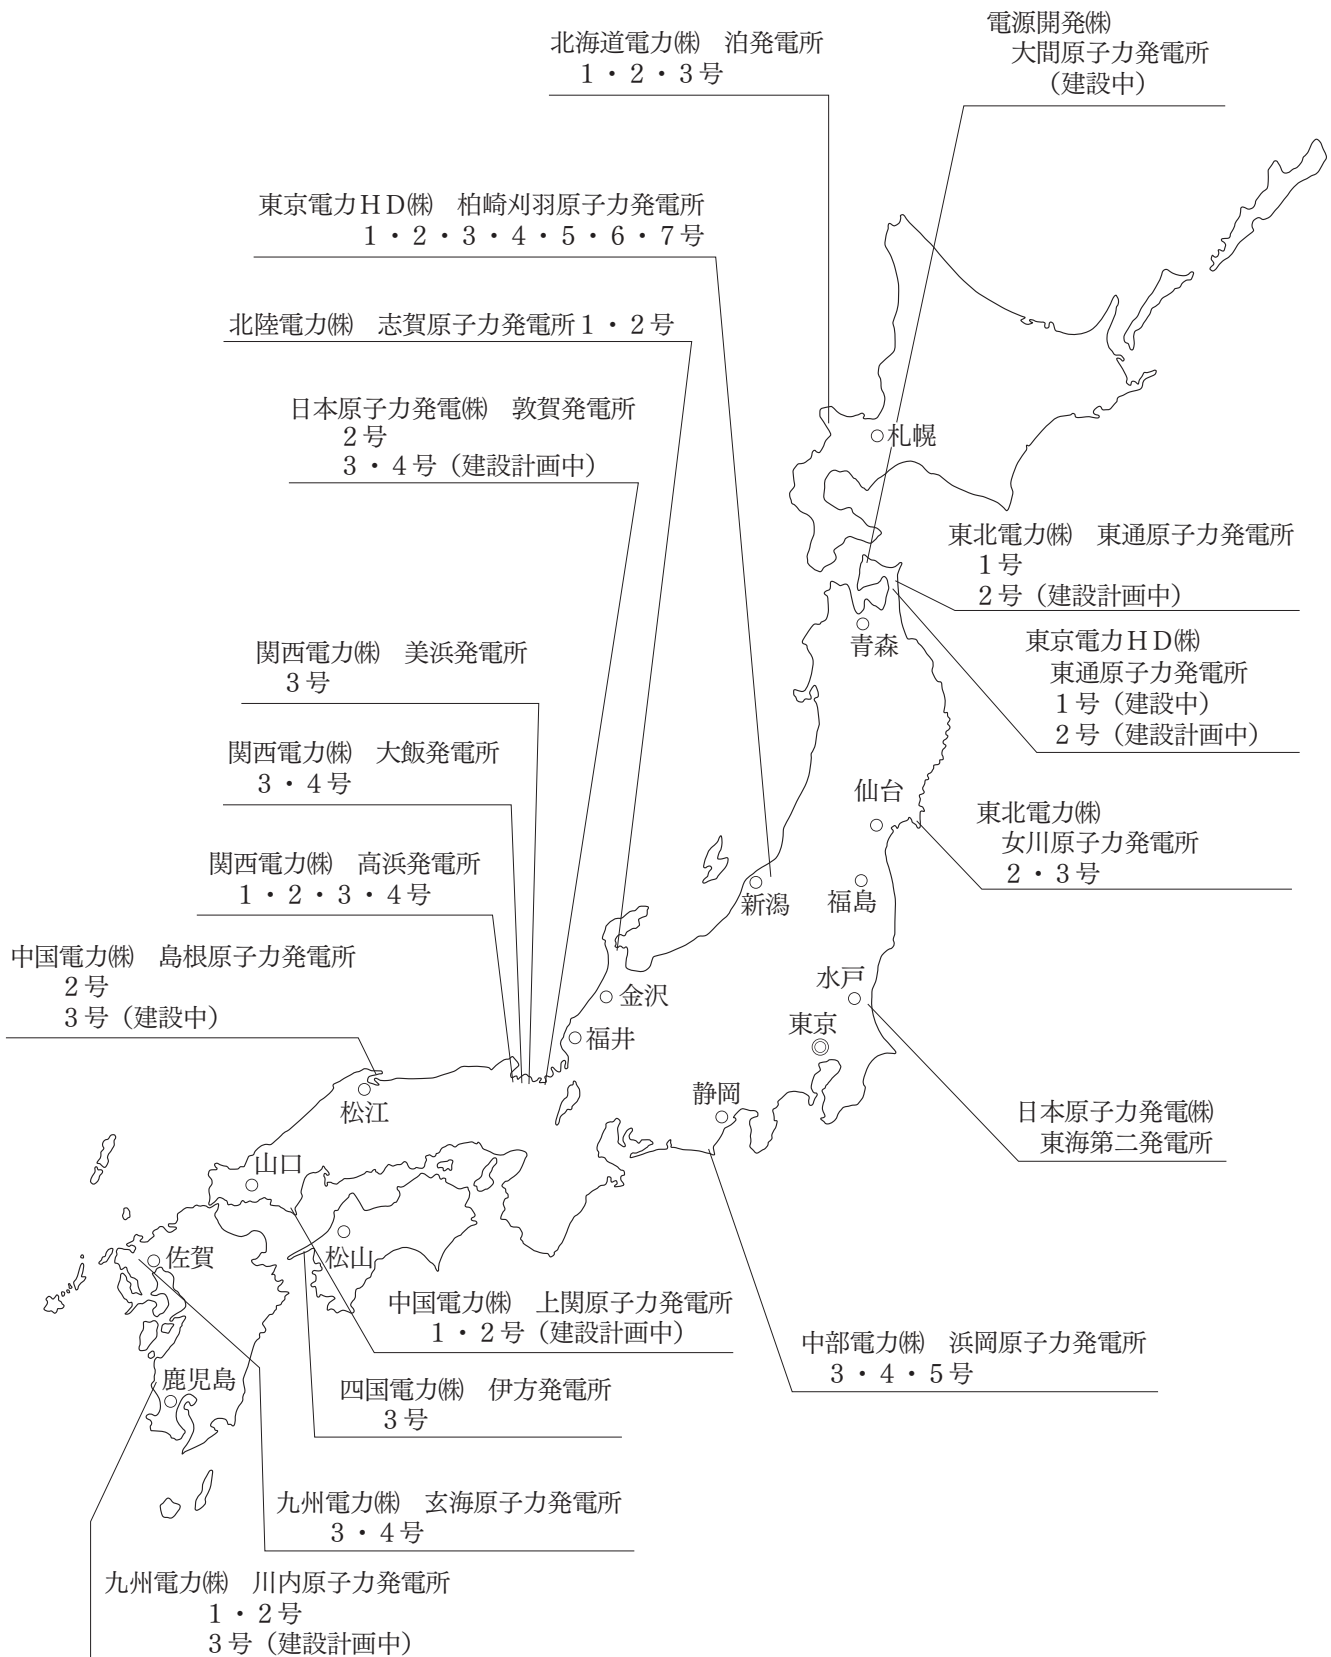 北海道電力㈱　泊発電所
１・２・３号
電源開発㈱
大間原子力発電所
（建設中）
東京電力ＨＤ㈱　柏崎刈羽原子力発電所
１・２・３・４・５・６・７号
北陸電力㈱　志賀原子力発電所１・２号
日本原子力発電㈱　敦賀発電所
２号
３・４号（建設計画中）
札幌
東北電力㈱　東通原子力発電所
１号
２号（建設計画中）
青森
東京電力ＨＤ㈱
東通原子力発電所
１号（建設中）
２号（建設計画中）
関西電力㈱　美浜発電所
３号
関西電力㈱　大飯発電所
３・４号
仙台
東北電力㈱
女川原子力発電所
２・３号
関西電力㈱　高浜発電所
１・２・３・４号
新潟
福島
中国電力㈱　島根原子力発電所
２号
３号（建設中）
金沢
水戸
福井
東京
松江
静岡
日本原子力発電㈱
東海第二発電所
山口
佐賀
松山
中国電力㈱　上関原子力発電所
１・２号（建設計画中）
中部電力㈱　浜岡原子力発電所
３・４・５号
鹿児島
四国電力㈱　伊方発電所
３号
九州電力㈱　玄海原子力発電所
３・４号
九州電力㈱　川内原子力発電所
１・２号
３号（建設計画中）